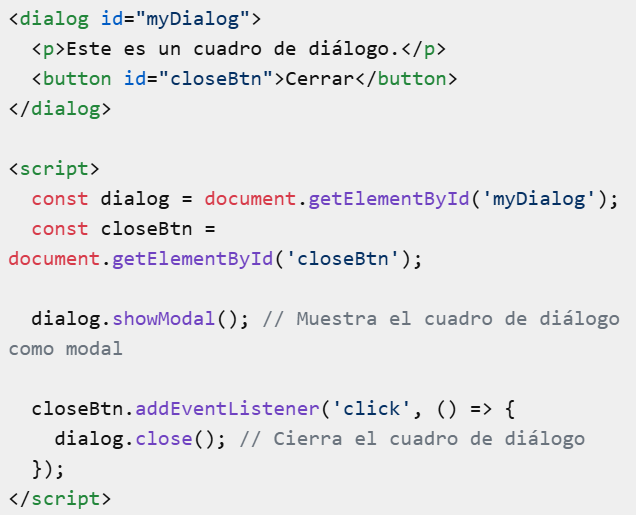 <dialog id="myDialog">
  <p>Este es un cuadro de diálogo.</p>
  <button id="closeBtn">Cerrar</button>
</dialog>

<script>
  const dialog = document.getElementById('myDialog');
  const closeBtn =
document.getElementById('closeBtn');

  dialog.showModal(); // Muestra el cuadro de diálogo
como modal

  closeBtn.addEventListener('click', () => {
    dialog.close(); // Cierra el cuadro de diálogo
  });
</script>